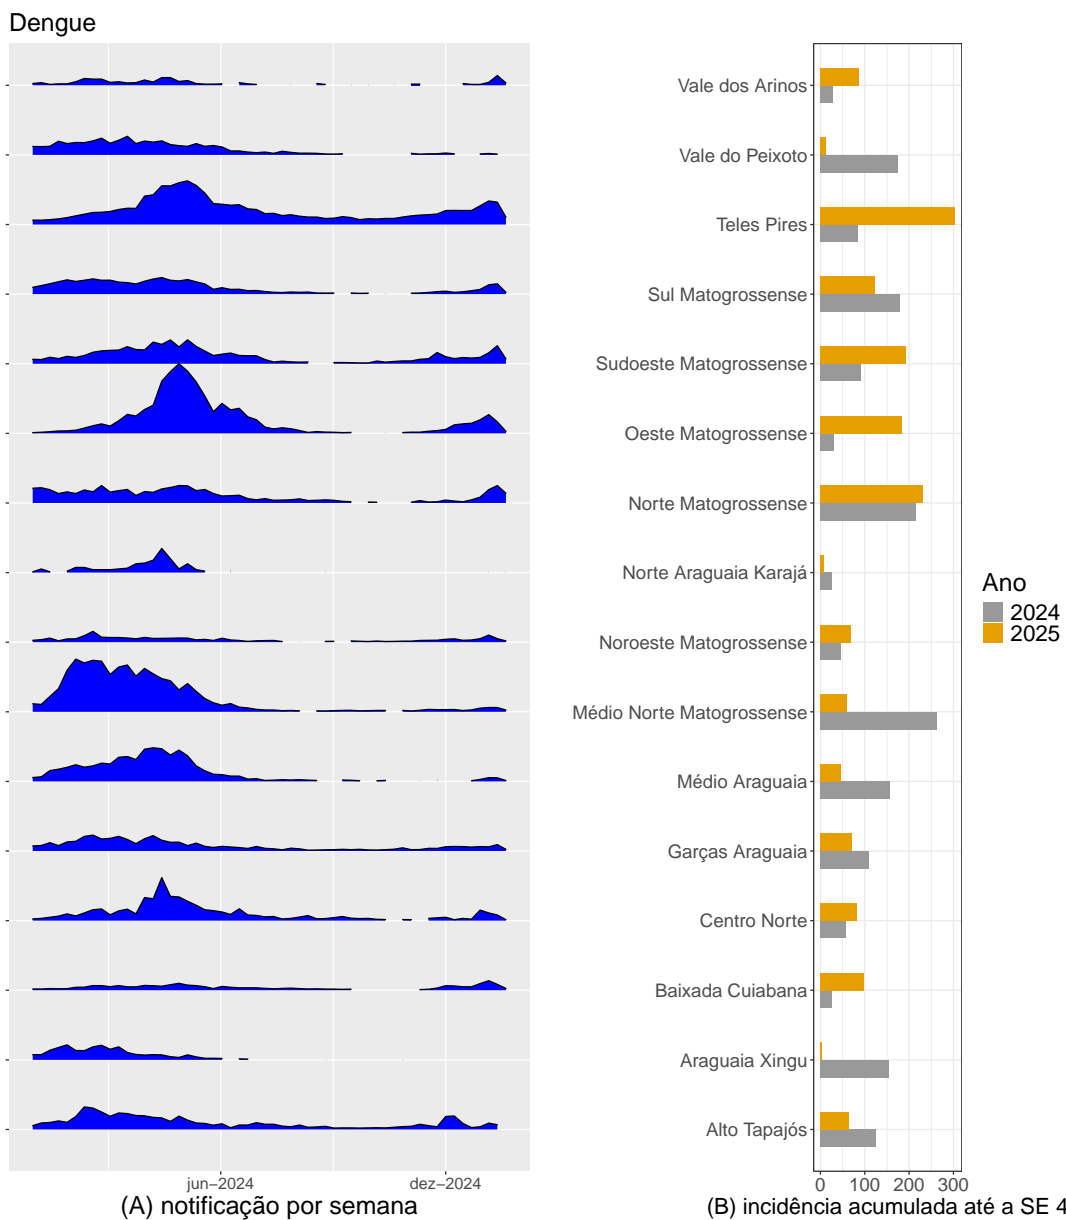 Dengue
Vale dos Arinos
Vale do Peixoto
Teles Pires
Sul Matogrossense
Sudoeste Matogrossense
Oeste Matogrossense
Norte Matogrossense
Norte Araguaia Karajá
Noroeste Matogrossense
Médio Norte Matogrossense
Médio Araguaia
Garças Araguaia
Centro Norte
Baixada Cuiabana
Araguaia Xingu
Alto Tapajós
Ano
2024
2025
jun−2024 dez−2024
0 100 200 300
(A) notificação por semana
(B) incidência acumulada até a SE 4